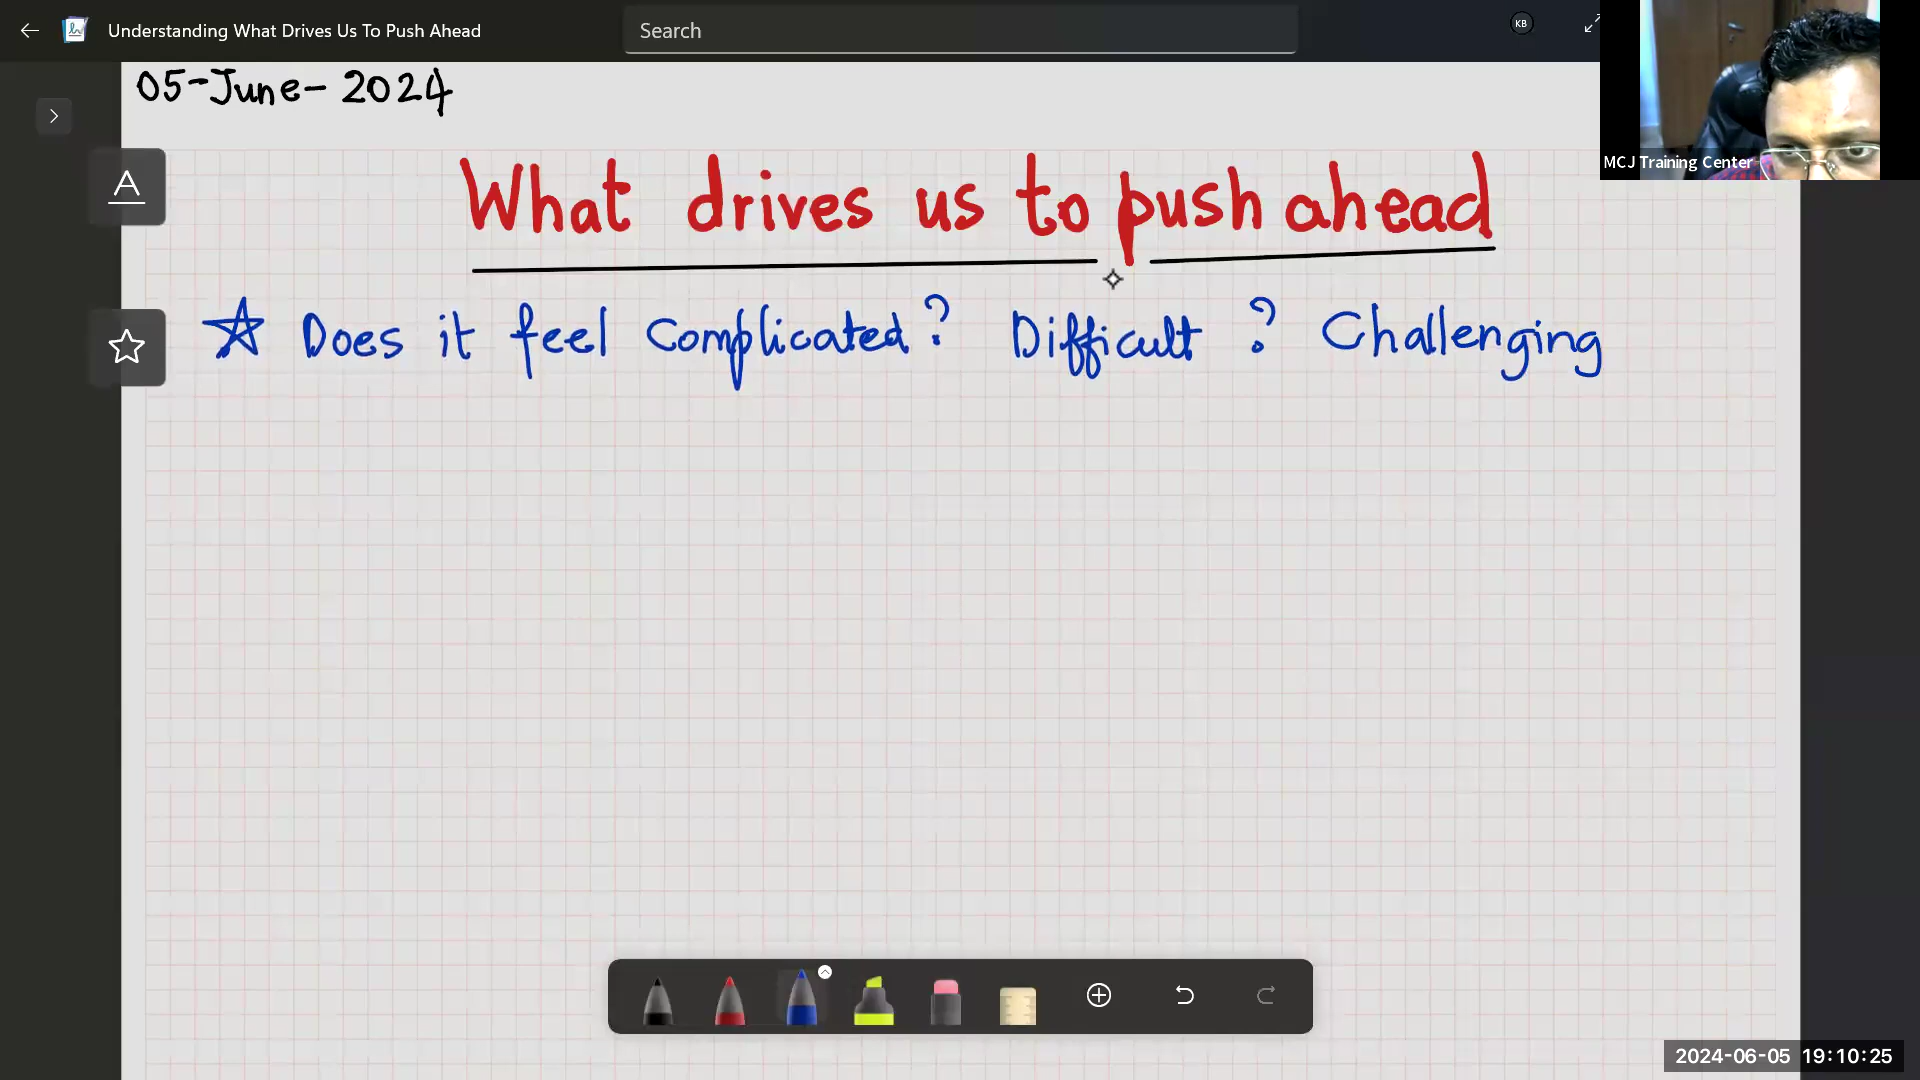 Understanding What Drives Us To Push Ahead
Search
KB
05-June-2024
MCJ Training Center
What drives us to push ahead
Does it feel Complicated? Difficult? Challenging
2024-06-05 19:10:25